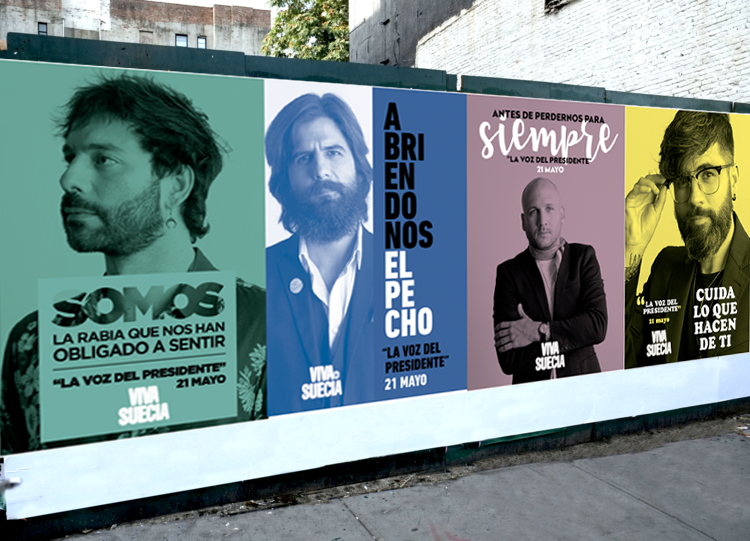 SOMOS
LA RABIA QUE NOS HAN
OBLIGADO A SENTIR
"LA VOZ DEL PRESIDENTE"
21 MAYO
VIVA
SUECIA
A
BRI
EN
DO
NOS
EL
PE
CHO
"LA VOZ DEL
PRESIDENTE"
21 MAYO
VIVA
SUECIA
ANTES DE PERDERNOS PARA
siempre
"LA VOZ DEL PRESIDENTE"
21 MAYO
VIVA
SUECIA
"LA VOZ DEL
PRESIDENTE"
21 mayo
VIVA
SUECIA
CUIDA
LO QUE
HACEN
DE TI